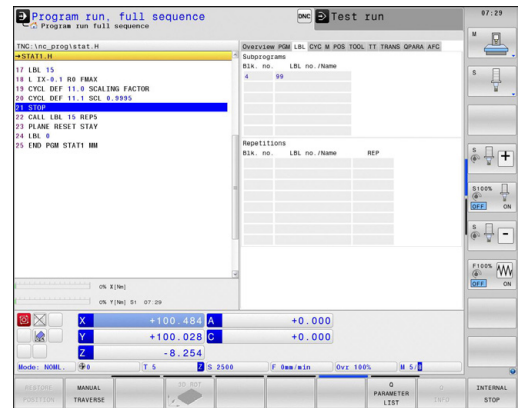 Program run, full sequence
Program run full sequence
DNC
Test run
07:29
TNC:\nc_prog\stat.H
→STAT1.H
17 LBL 15
18 L IX-0.1 R0 FMAX
19 CYCL DEF 11.0 SCALING FACTOR
20 CYCL DEF 11.1 SCL 0.9995
21 STOP
22 CALL LBL 15 REP5
23 PLANE RESET STAY
24 LBL 0
25 END PGM STAT1 MM
0% X[Nm]
0% Y[Nm] S1 07:29
Overview PGM LBL CYC M POS TOOL TT TRANS QPARA AFC
Subprograms
Blk. no. LBL no./Name
4 99
Repetitions
Blk. no. LBL no./Name REP
X +100.484 A +0.000
Y +100.028 C +0.000
Z -8.254
Mode: NOML. 0 T 5 Z S 2500 F 0mm/min Ovr 100% M 5/
M
S
S
S100%
OFF ON
S
F100%
OFF ON
RESTORE POSITION
MANUAL TRAVERSE
3D ROT
Q PARAMETER LIST
Q INFO
INTERNAL STOP